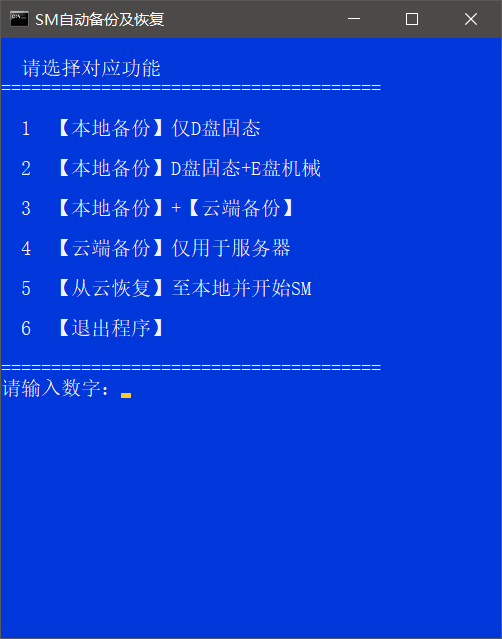 SM自动备份及恢复
请选择对应功能
======================================
1 【本地备份】仅D盘固态
2 【本地备份】D盘固态+E盘机械
3 【本地备份】+【云端备份】
4 【云端备份】仅用于服务器
5 【从云恢复】至本地并开始SM
6 【退出程序】
======================================
请输入数字: